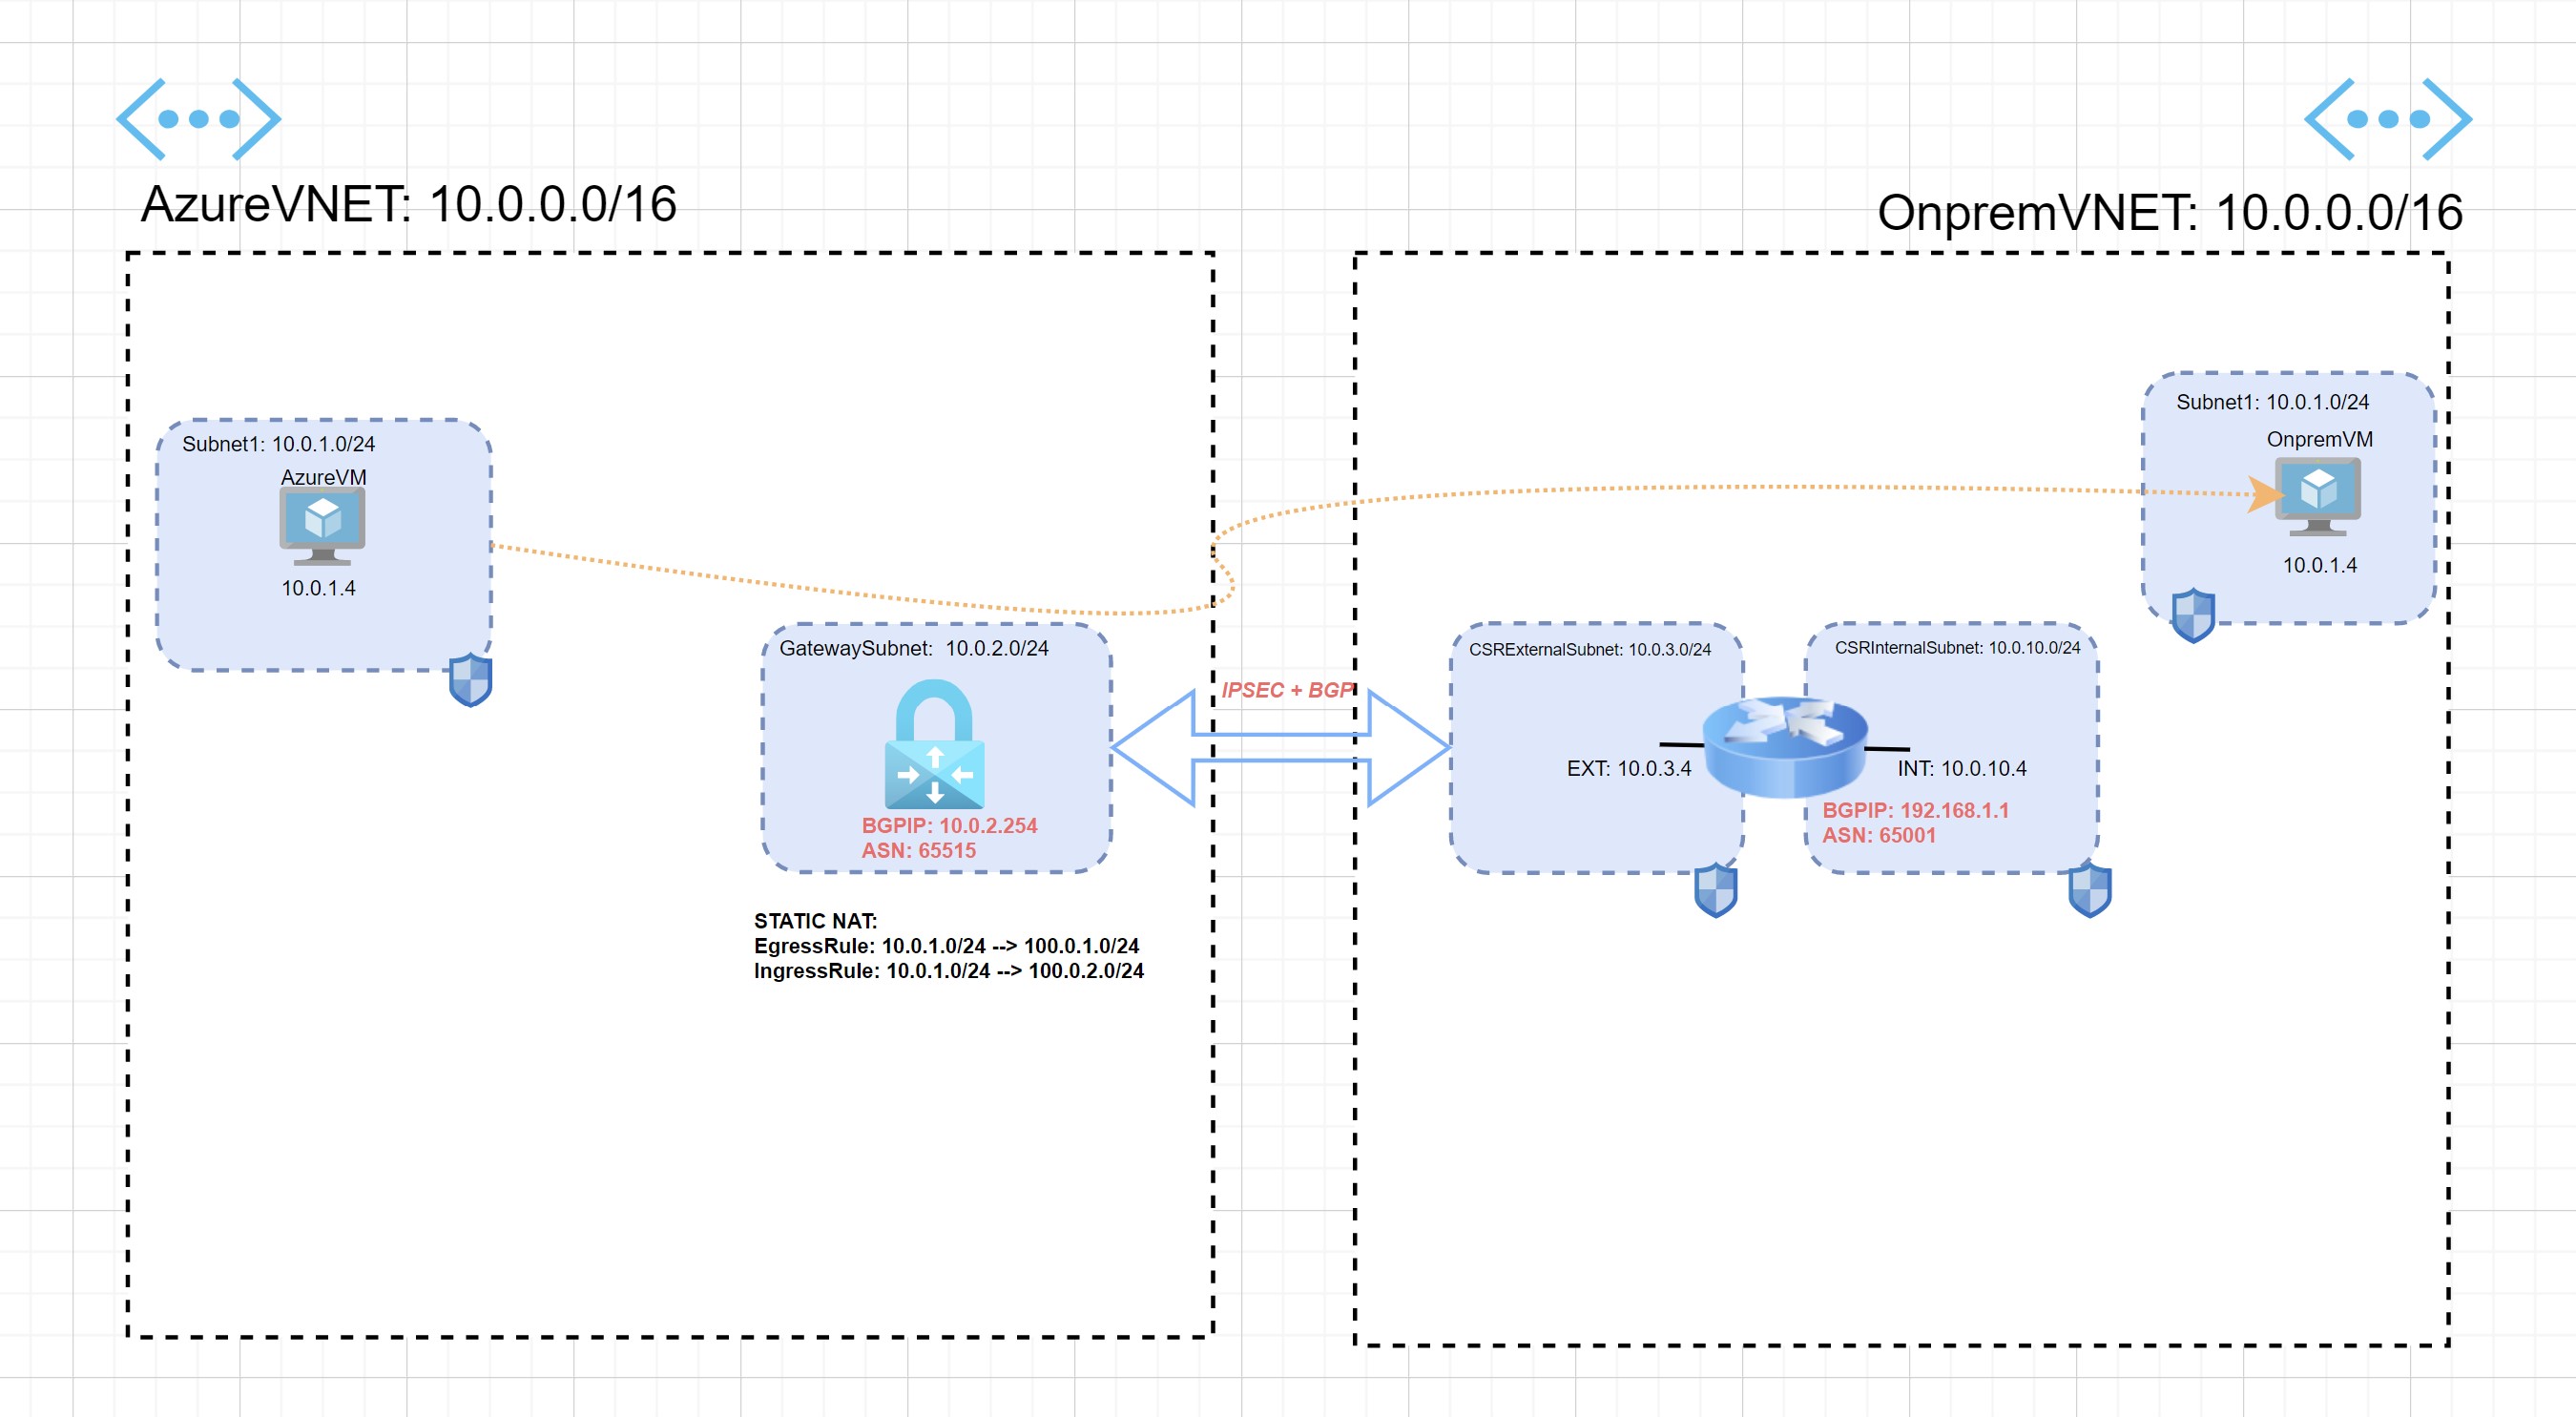 AzureVNET: 10.0.0.0/16
OnpremVNET: 10.0.0.0/16
Subnet1: 10.0.1.0/24
AzureVM
10.0.1.4
Subnet1: 10.0.1.0/24
OnpremVM
10.0.1.4
GatewaySubnet: 10.0.2.0/24
BGPIP: 10.0.2.254
ASN: 65515
IPSEC + BGP
CSRExternalSubnet: 10.0.3.0/24
EXT: 10.0.3.4
CSRInternalSubnet: 10.0.10.0/24
INT: 10.0.10.4
BGPIP: 192.168.1.1
ASN: 65001
STATIC NAT:
EgressRule: 10.0.1.0/24 --> 100.0.1.0/24
IngressRule: 10.0.1.0/24 --> 100.0.2.0/24